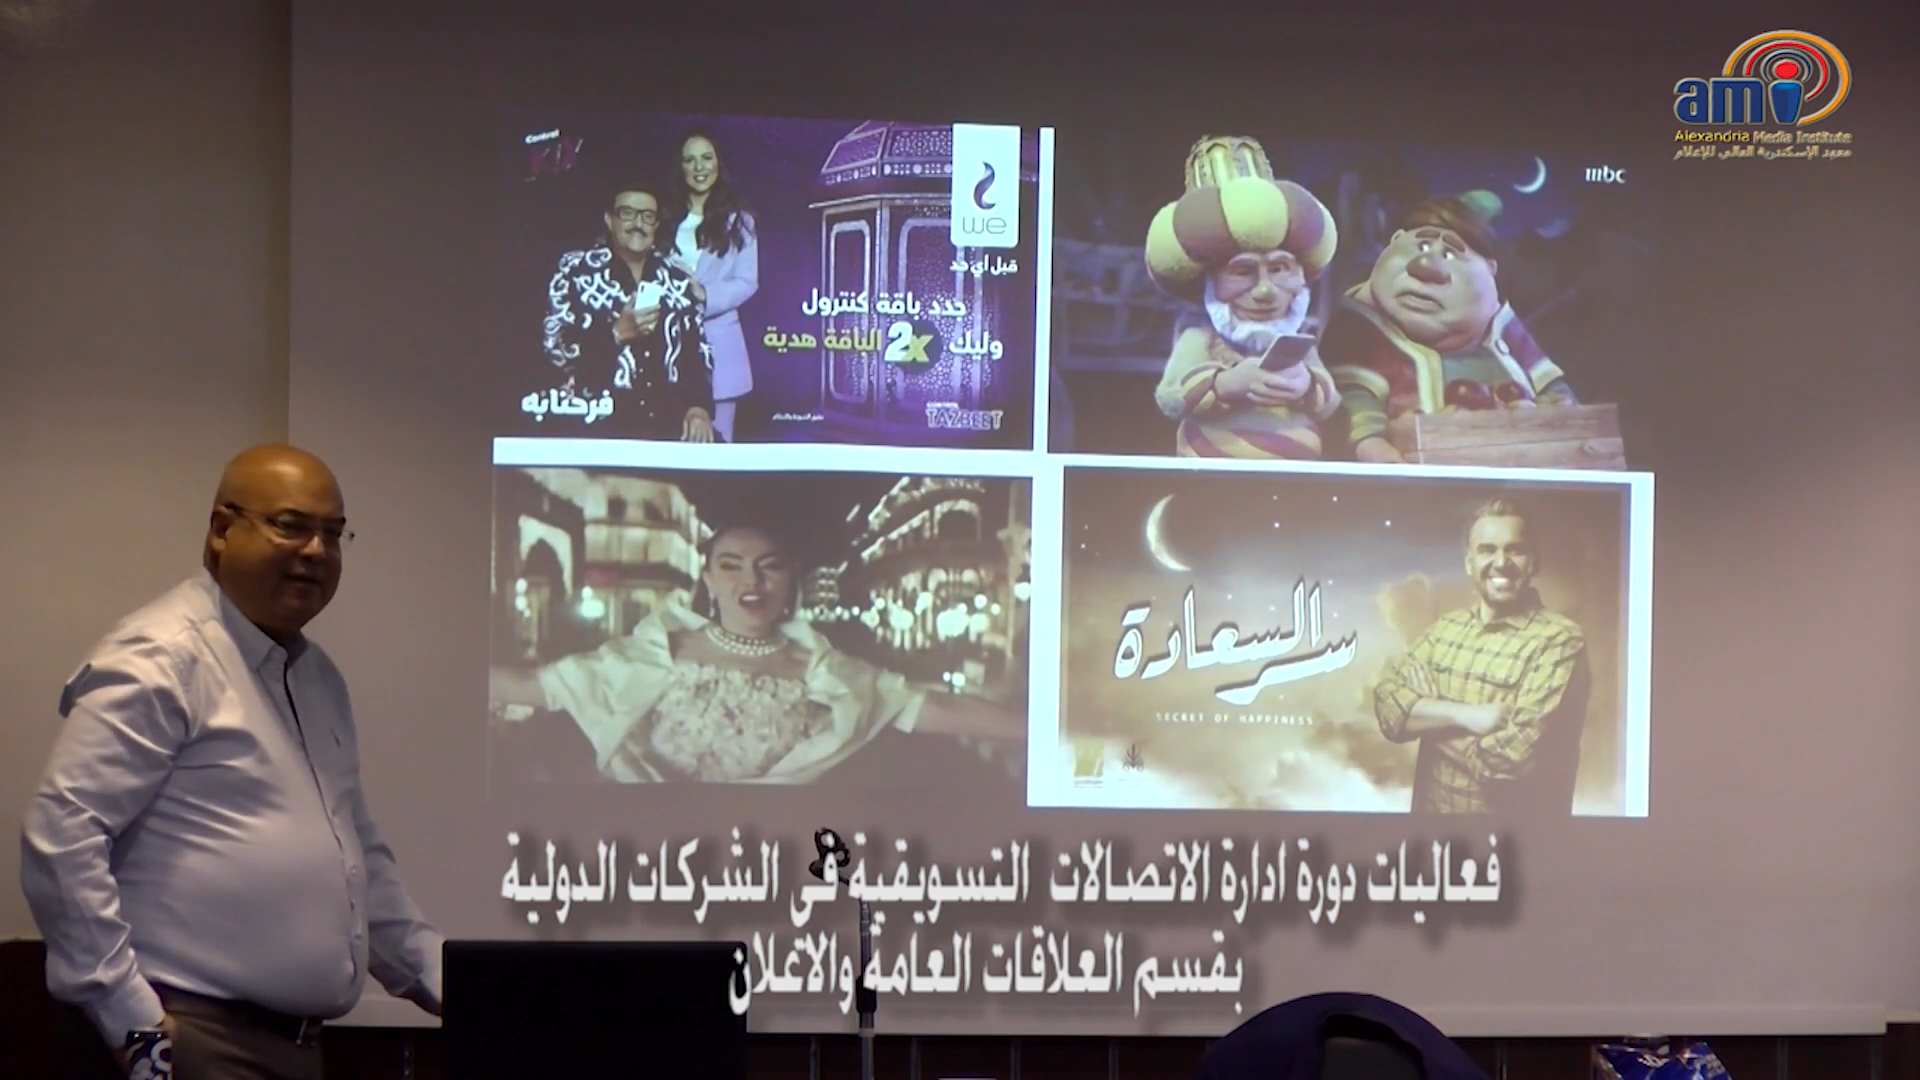 ami
Alexandria Media Institute
معهد الإسكندرية العالي للإعلام
Control
we
قبل أي حد
جدد باقة كنترول
وليك 2x الباقة هدية
فرحنابه
TAZBEET
mbc
سر السعادة
SECRET OF HAPPINESS
فعاليات دورة ادارة الاتصالات التسويقية فى الشركات الدولية
بقسم العلاقات العامة والاعلان